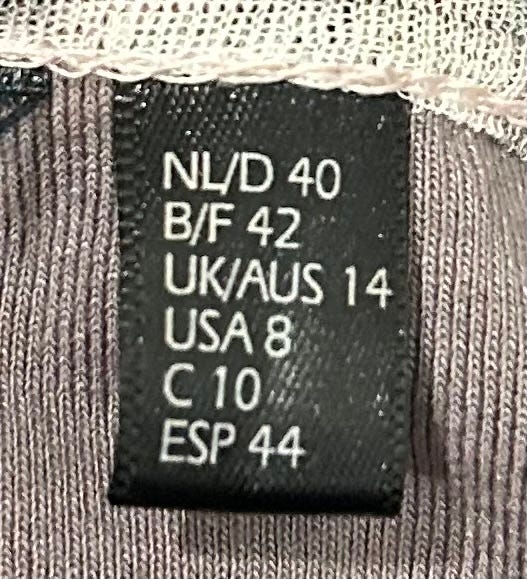 NL/D 40
B/F 42
UK/AUS 14
USA 8
C 10
ESP 44